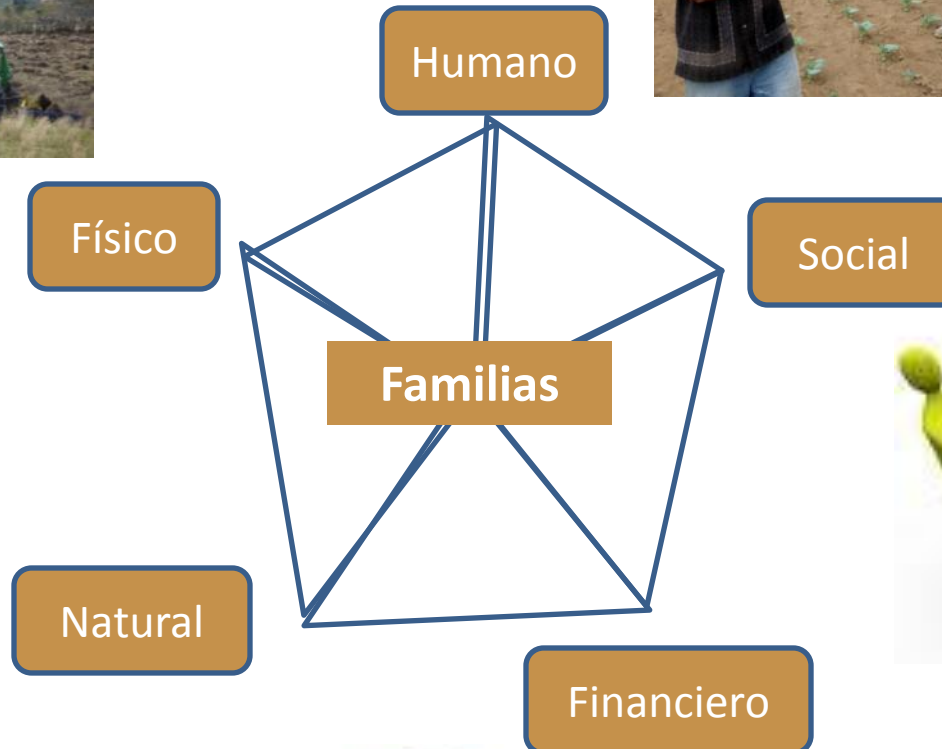 Humano
Físico
Social
Familias
Natural
Financiero